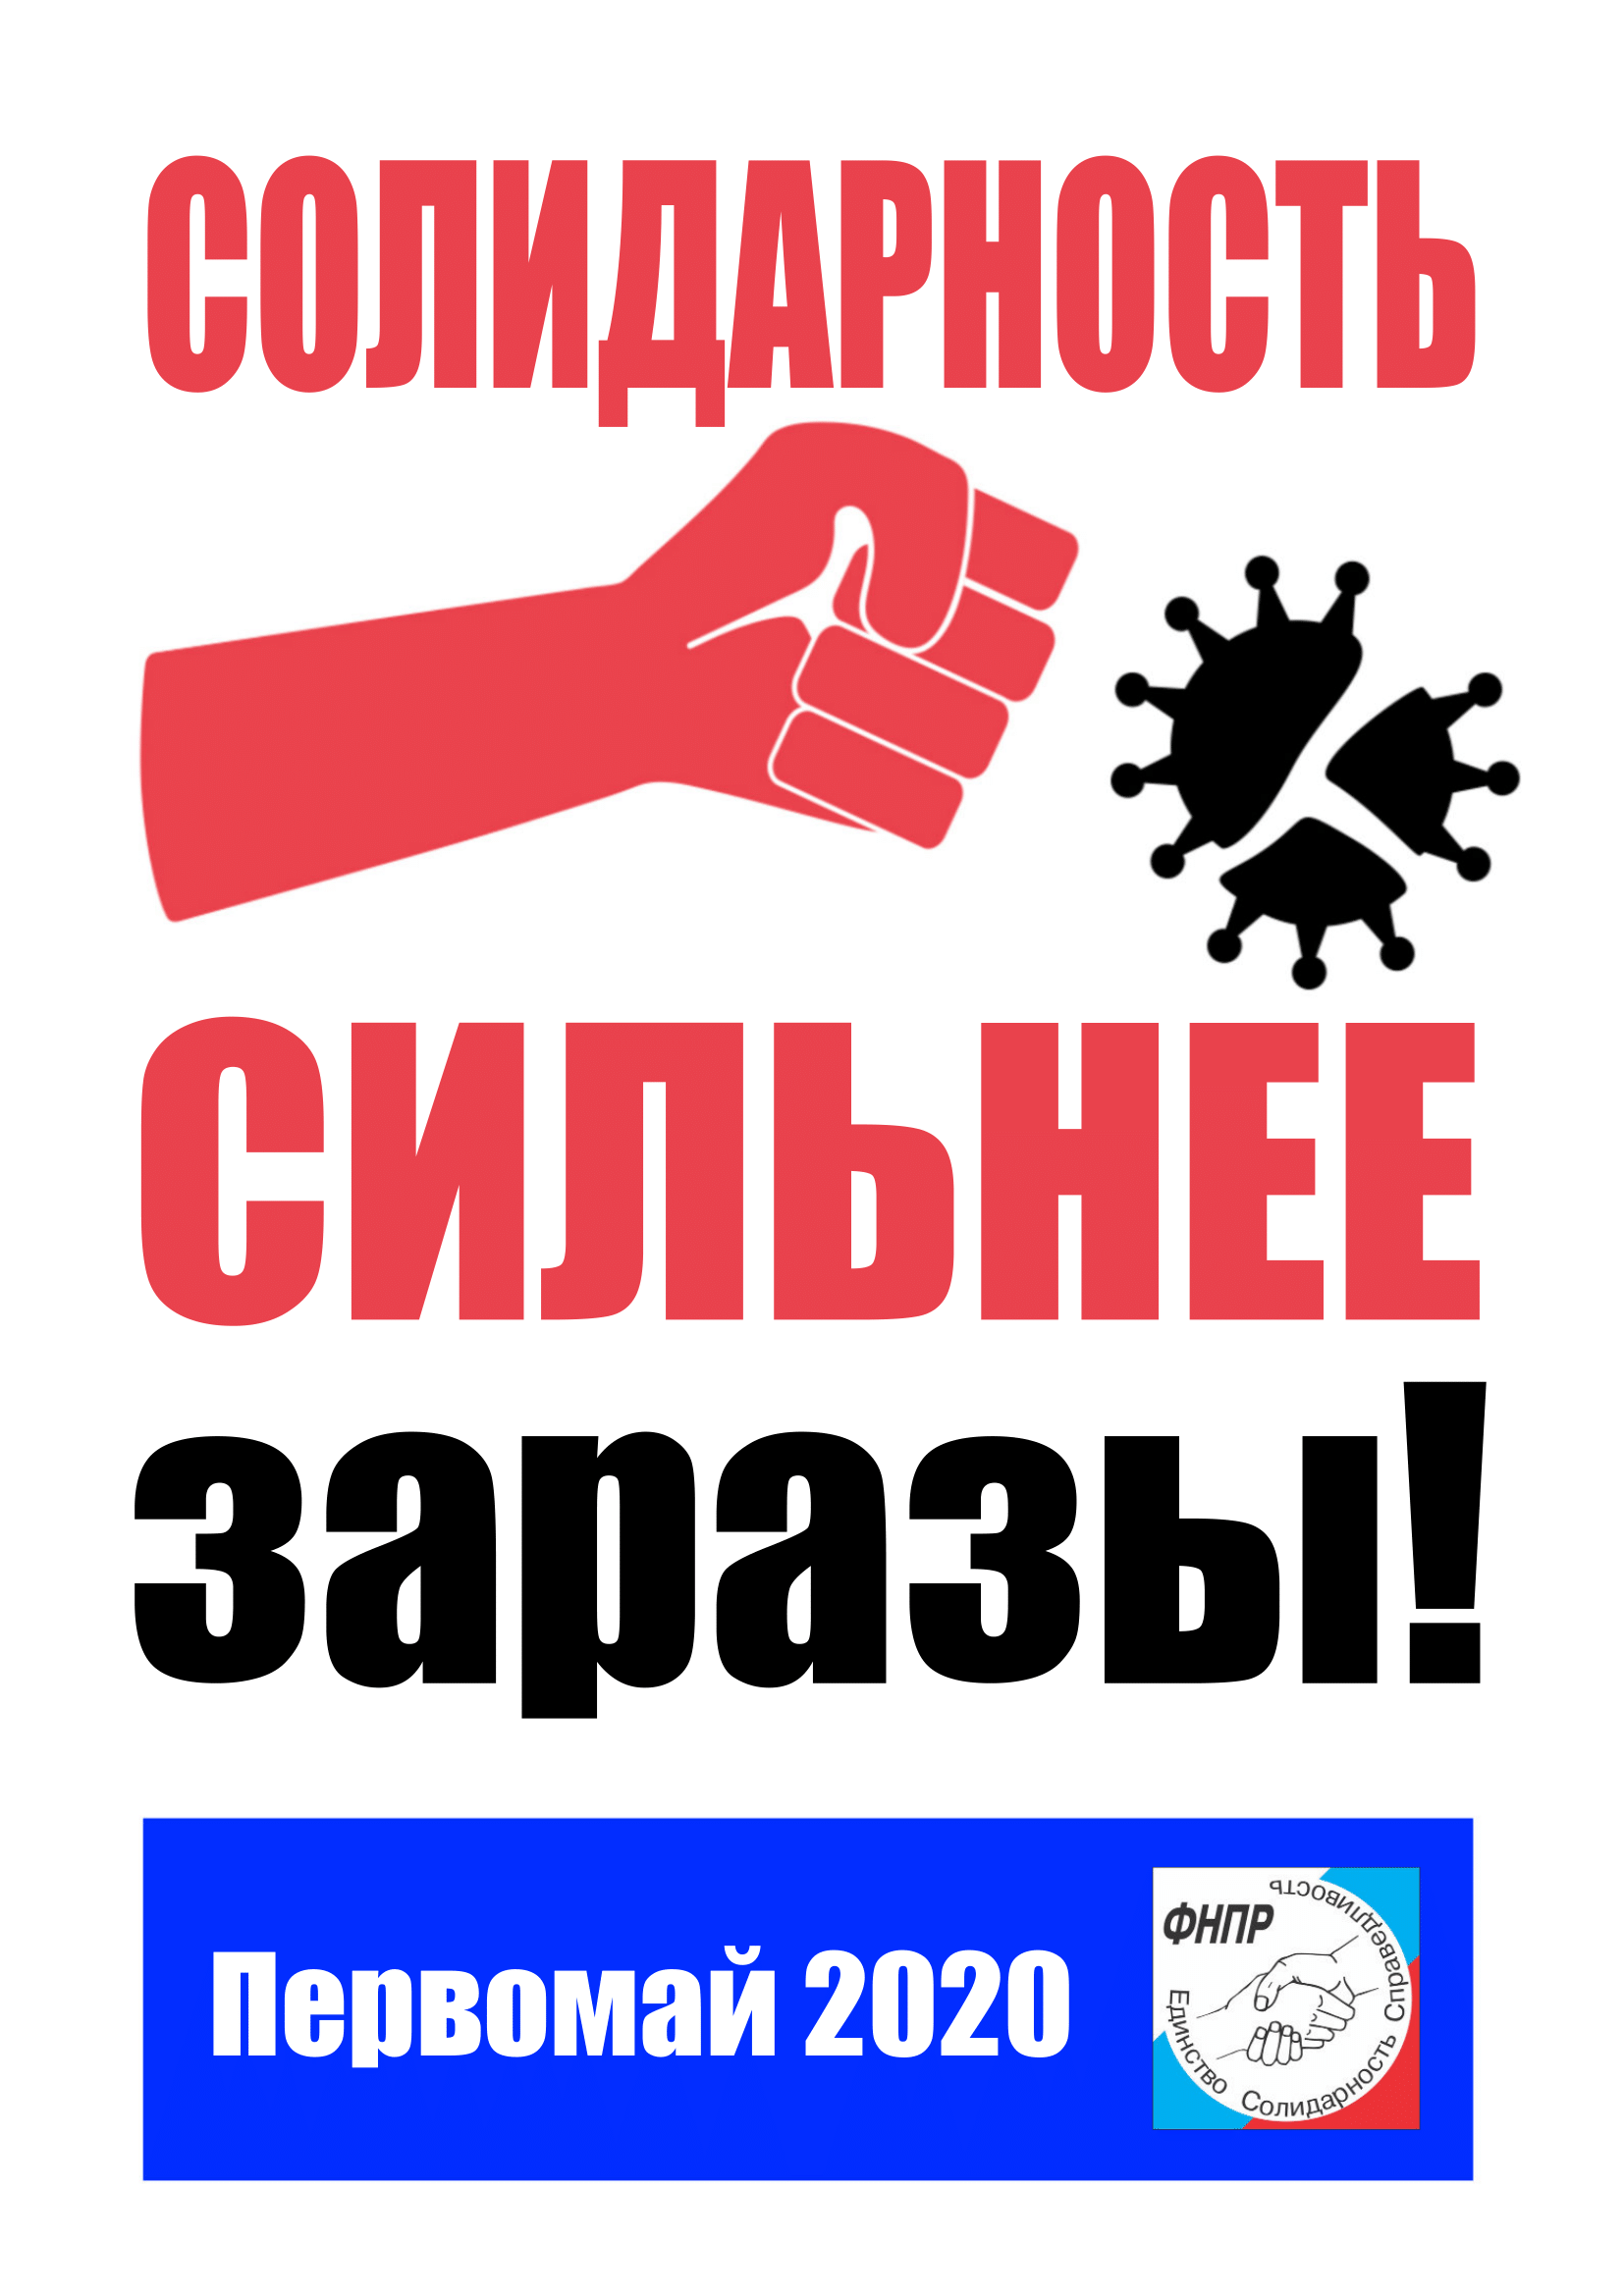 СОЛИДАРНОСТЬ
СИЛЬНЕЕ
заразы!
Первомай 2020
ФНПР
Единство Солидарность Справедливость